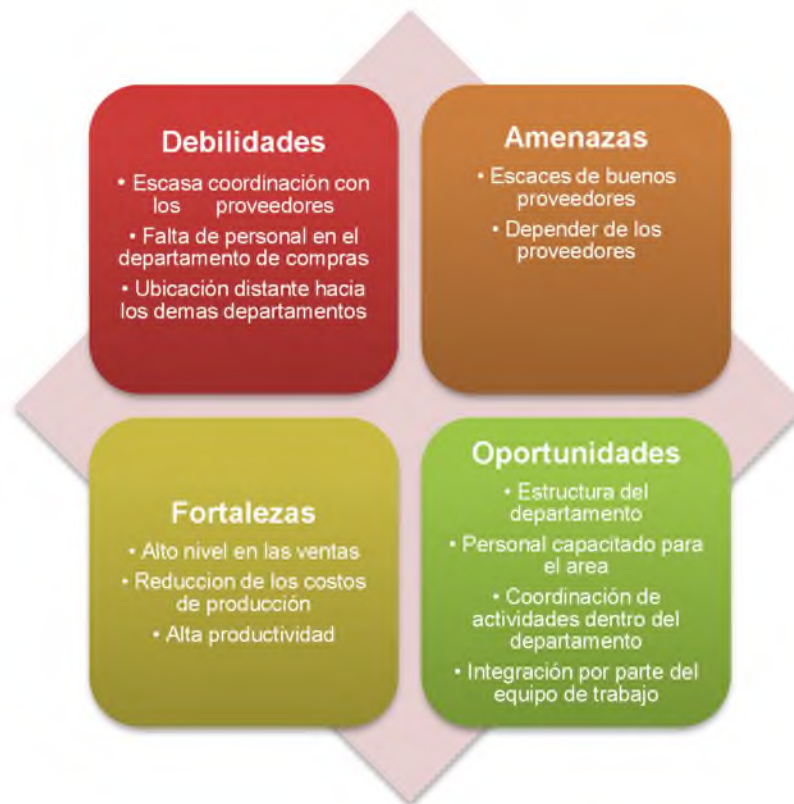 Debilidades
• Escasa coordinación con
los proveedores
• Falta de personal en el
departamento de compras
• Ubicación distante hacia
los demas departamentos
Amenazas
• Escaces de buenos
proveedores
• Depender de los
proveedores
Fortalezas
• Alto nivel en las ventas
• Reduccion de los costos
de producción
• Alta productividad
Oportunidades
• Estructura del
departamento
• Personal capacitado para
el area
• Coordinación de
actividades dentro del
departamento
• Integración por parte del
equipo de trabajo